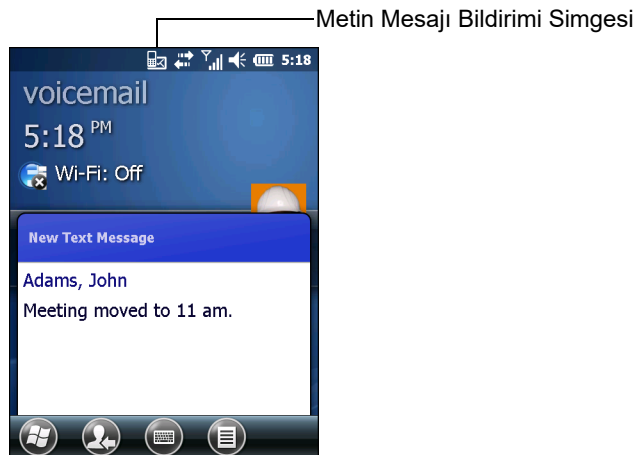 Metin Mesajı Bildirimi Simgesi
5:18
voicemail
5:18 PM
Wi-Fi: Off
New Text Message
Adams, John
Meeting moved to 11 am.